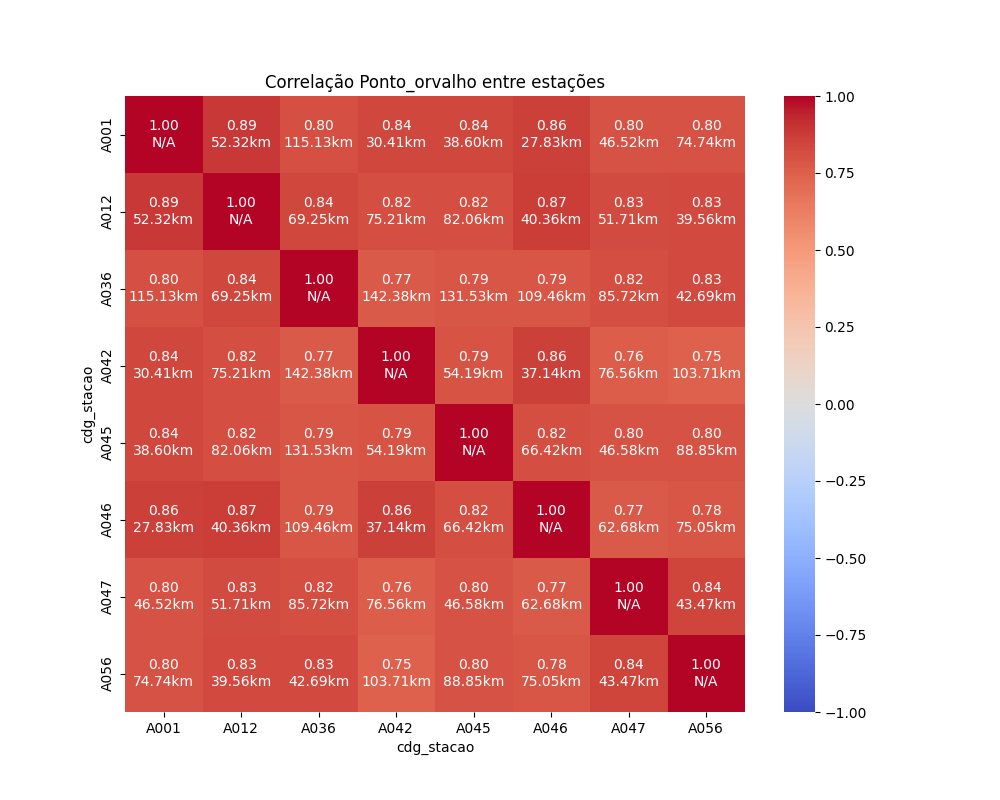 Correlação Ponto_orvalho entre estações
cdg_stacao
A001
1.00 0.89 0.80 0.84 0.84 0.86 0.80 0.80
N/A 52.32km 115.13km 30.41km 38.60km 27.83km 46.52km 74.74km
A012
0.89 1.00 0.84 0.82 0.82 0.87 0.83 0.83
52.32km N/A 69.25km 75.21km 82.06km 40.36km 51.71km 39.56km
A036
0.80 0.84 1.00 0.77 0.79 0.79 0.82 0.83
115.13km 69.25km N/A 142.38km 131.53km 109.46km 85.72km 42.69km
A042
0.84 0.82 0.77 1.00 0.79 0.86 0.76 0.75
30.41km 75.21km 142.38km N/A 54.19km 37.14km 76.56km 103.71km
A045
0.84 0.82 0.79 0.79 1.00 0.82 0.80 0.80
38.60km 82.06km 131.53km 54.19km N/A 66.42km 46.58km 88.85km
A046
0.86 0.87 0.79 0.86 0.82 1.00 0.77 0.78
27.83km 40.36km 109.46km 37.14km 66.42km N/A 62.68km 75.05km
A047
0.80 0.83 0.82 0.76 0.80 0.77 1.00 0.84
46.52km 51.71km 85.72km 76.56km 46.58km 62.68km N/A 43.47km
A056
0.80 0.83 0.83 0.75 0.80 0.78 0.84 1.00
74.74km 39.56km 42.69km 103.71km 88.85km 75.05km 43.47km N/A
A001 A012 A036 A042 A045 A046 A047 A056
cdg_stacao
1.00
0.75
0.50
0.25
0.00
−0.25
−0.50
−0.75
−1.00